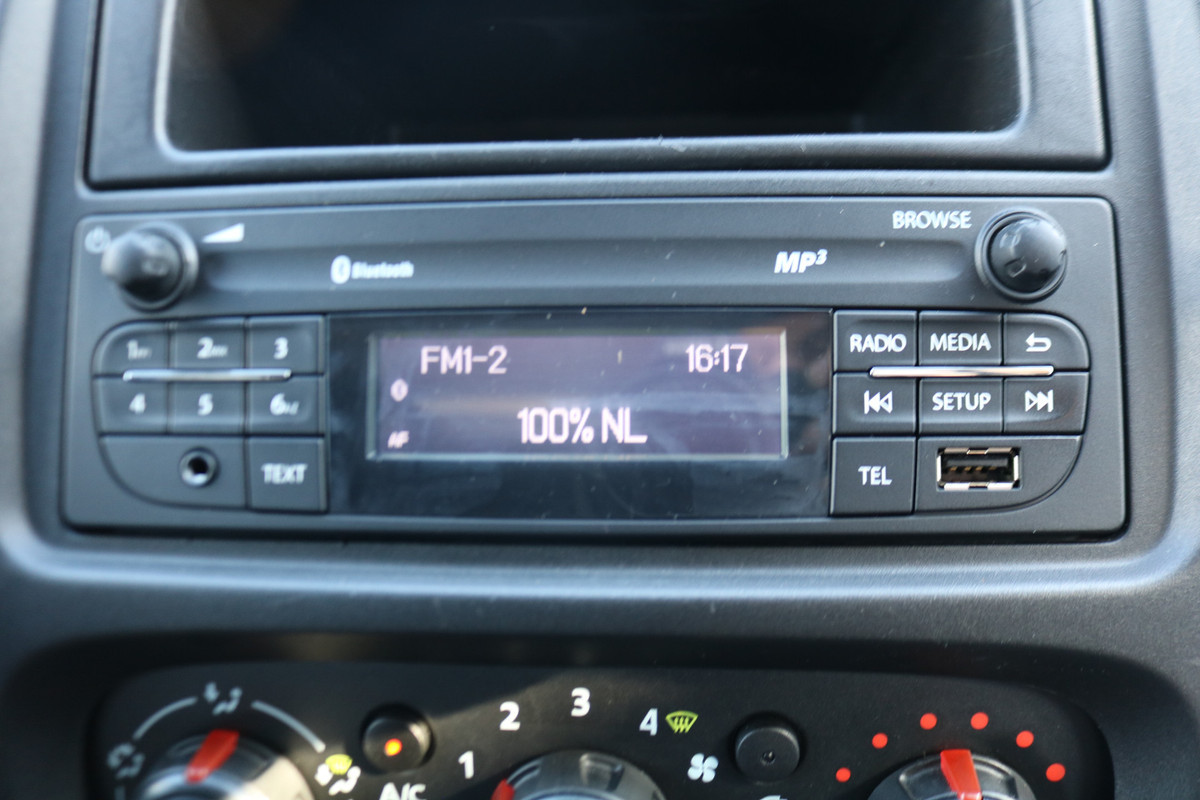 BROWSE
Bluetooth
MP3
1
2
3
4
5
6
TEXT
FM1-2
16:17
AF
100% NL
RADIO
MEDIA
SETUP
TEL
1
2
3
4
A/C